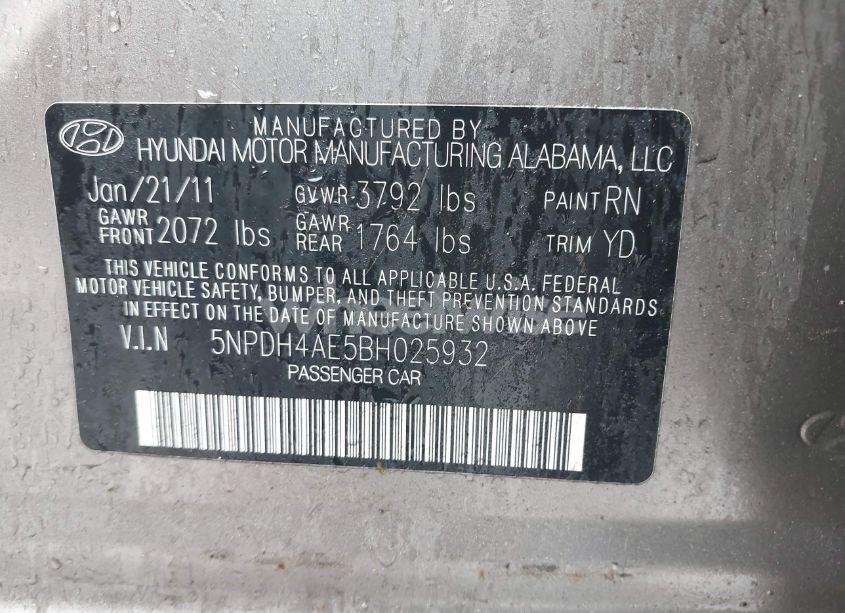 MANUFACTURED BY
HYUNDAI MOTOR MANUFACTURING ALABAMA, LLC
Jan/21/11 GVWR 3792 lbs PAINT RN
GAWR FRONT 2072 lbs GAWR REAR 1764 lbs TRIM YD
THIS VEHICLE CONFORMS TO ALL APPLICABLE U.S.A. FEDERAL
MOTOR VEHICLE SAFETY, BUMPER, AND THEFT PREVENTION STANDARDS
IN EFFECT ON THE DATE OF MANUFACTURE SHOWN ABOVE
V.I.N 5NPDH4AE5BH025932
PASSENGER CAR